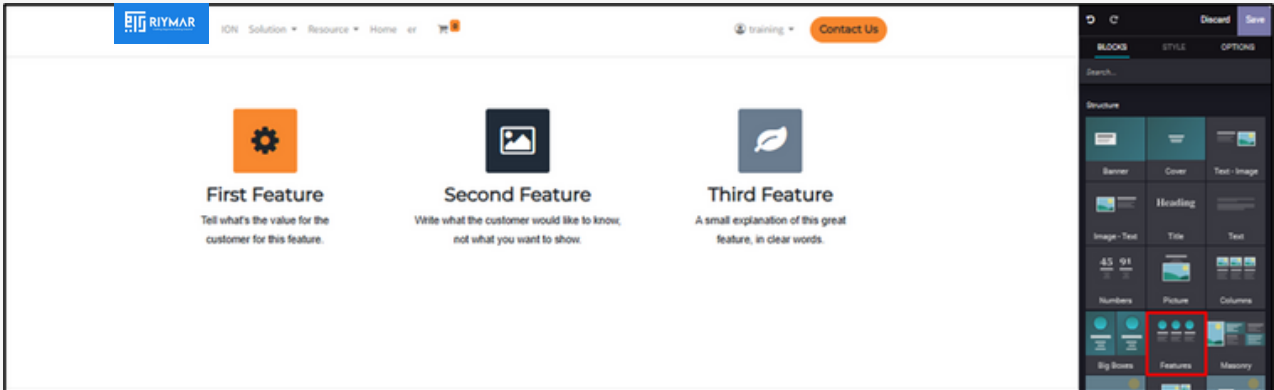 RIYMAR
ION Solution Resource Home er 0 training Contact Us
Discard Save
BLOCKS STYLE OPTIONS
Search...
Structure
Banner Cover Text - Image
Heading
Image - Text Title Text
45 91
Numbers Picture Columns
Big Boxes Features Masonry
First Feature
Tell what's the value for the
customer for this feature.
Second Feature
Write what the customer would like to know,
not what you want to show.
Third Feature
A small explanation of this great
feature, in clear words.